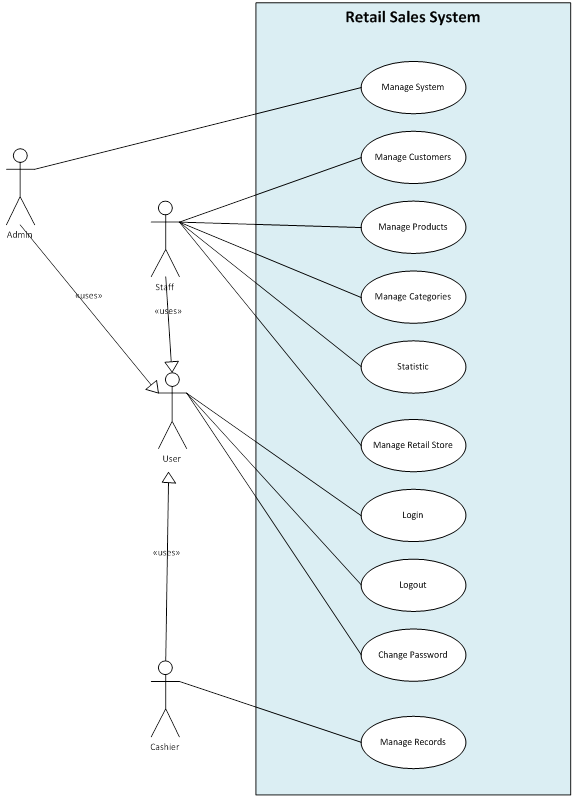 Retail Sales System
Manage System
Manage Customers
Admin
Manage Products
Staff
«uses»
Manage Categories
«uses»
Statistic
Manage Retail Store
User
Login
«uses»
Logout
Change Password
Cashier
Manage Records